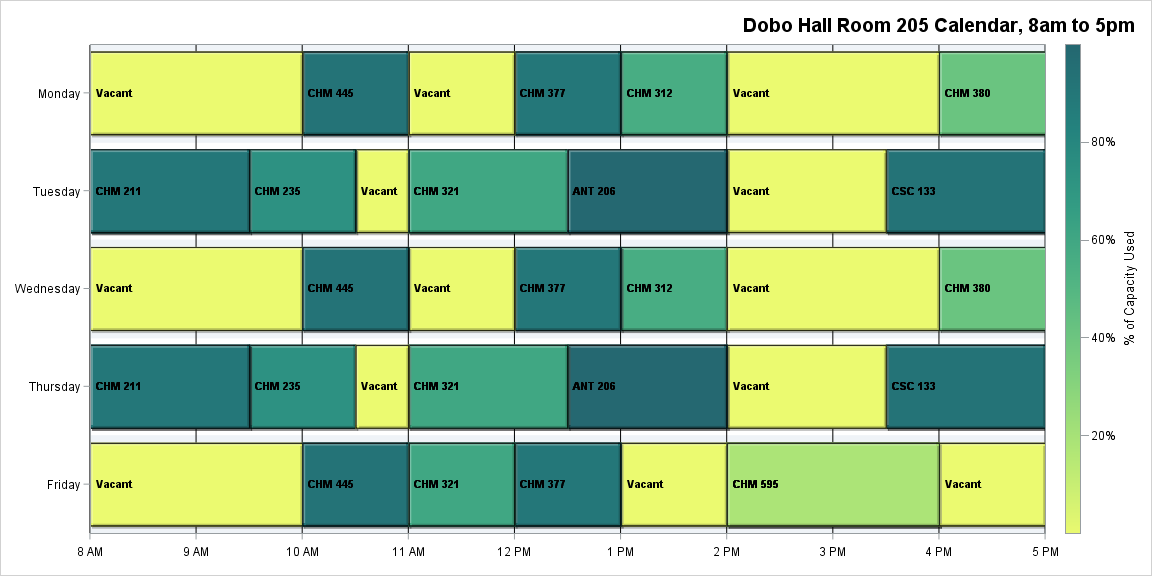 Dobo Hall Room 205 Calendar, 8am to 5pm
Monday Vacant CHM 445 Vacant CHM 377 CHM 312 Vacant CHM 380
80%
Tuesday CHM 211 CHM 235 Vacant CHM 321 ANT 206 Vacant CSC 133
60%
% of Capacity Used
Wednesday Vacant CHM 445 Vacant CHM 377 CHM 312 Vacant CHM 380
40%
Thursday CHM 211 CHM 235 Vacant CHM 321 ANT 206 Vacant CSC 133
20%
Friday Vacant CHM 445 CHM 321 CHM 377 Vacant CHM 595 Vacant
8 AM 9 AM 10 AM 11 AM 12 PM 1 PM 2 PM 3 PM 4 PM 5 PM